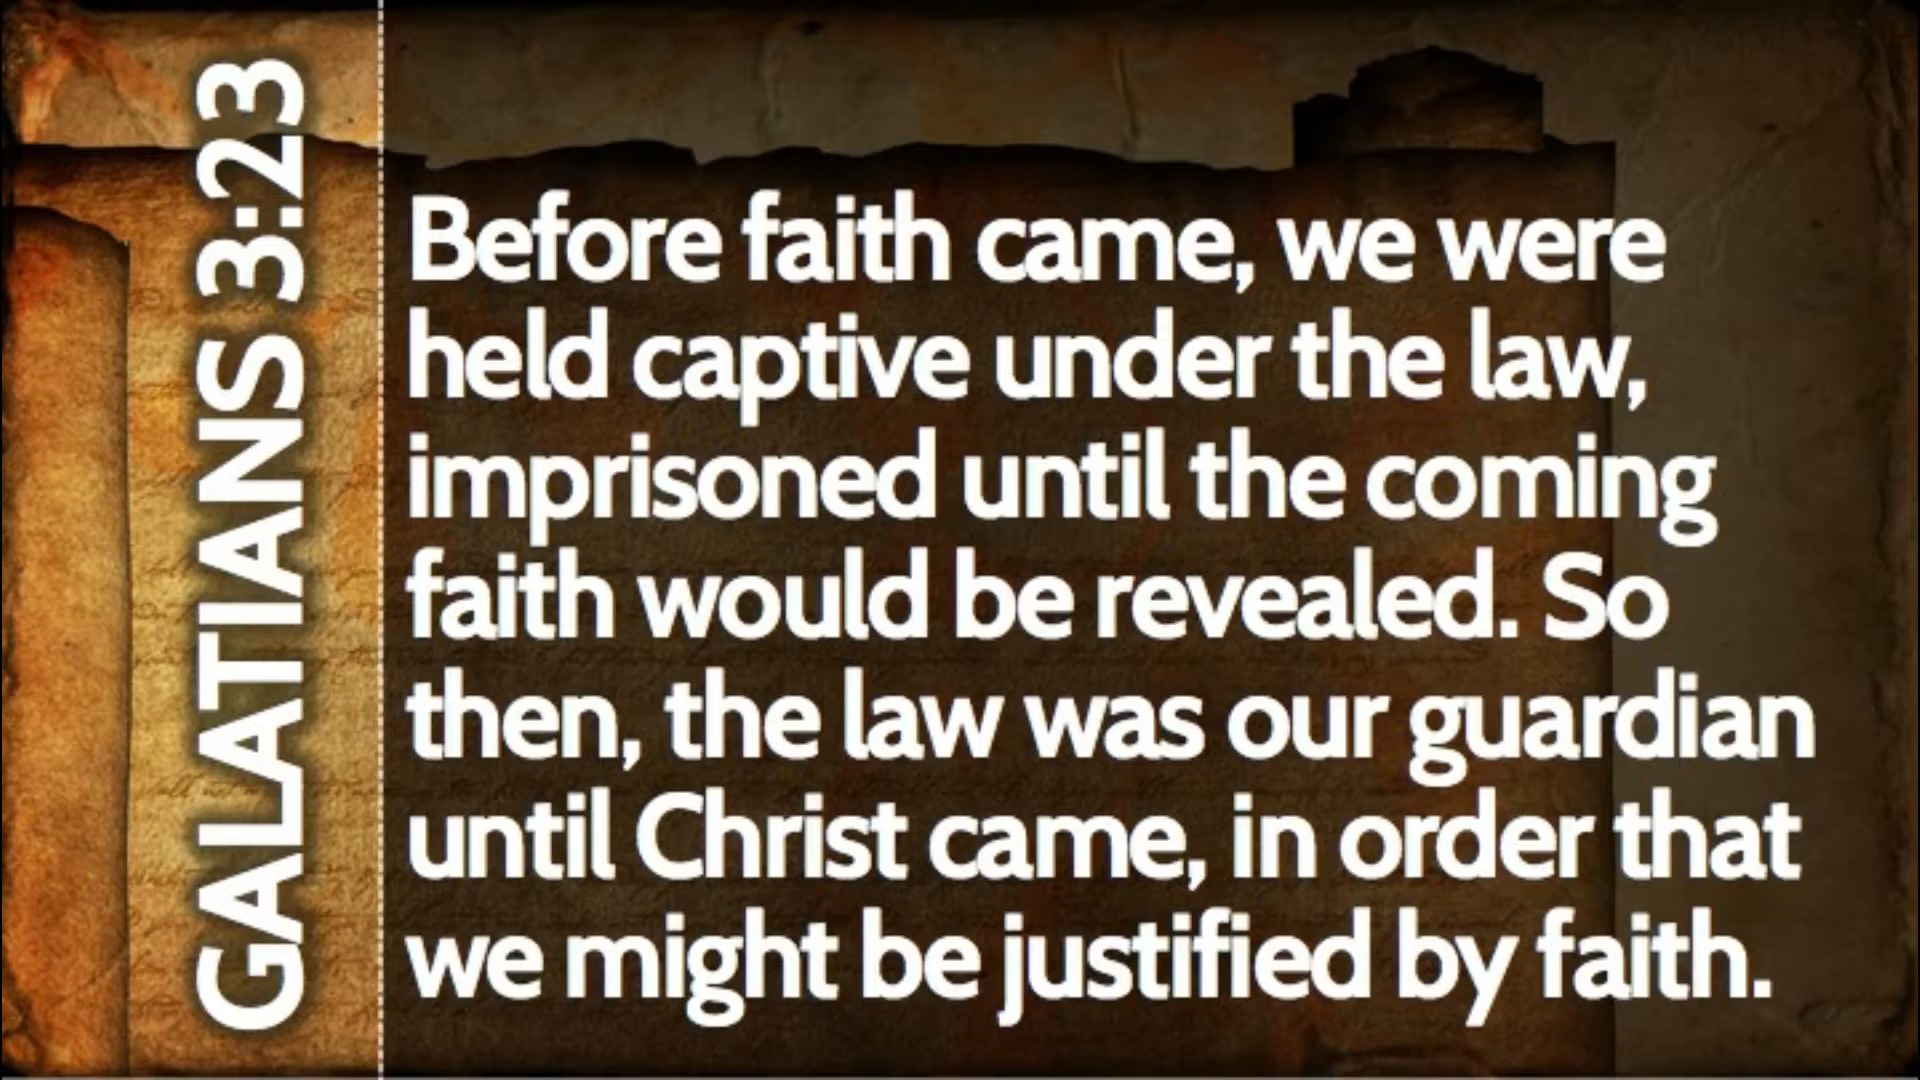 GALATIANS 3:23
Before faith came, we were
held captive under the law,
imprisoned until the coming
faith would be revealed. So
then, the law was our guardian
until Christ came, in order that
we might be justified by faith.